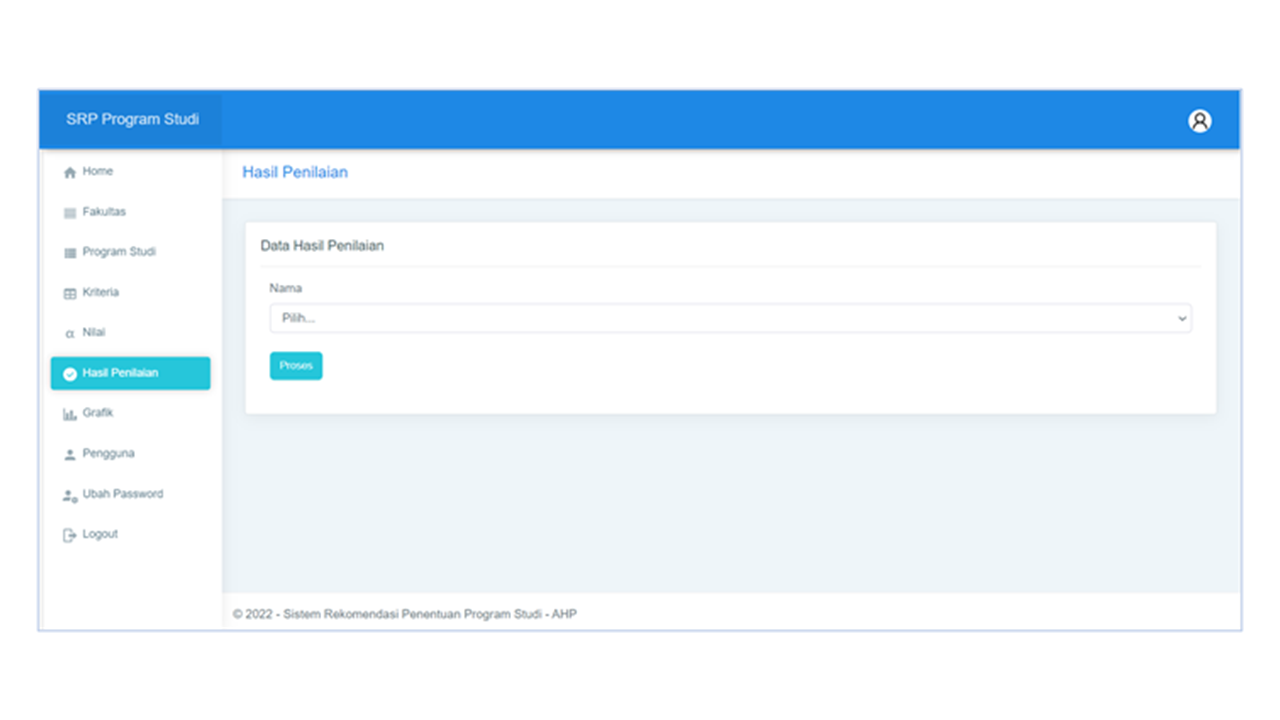 SRP Program Studi
Home
Fakultas
Program Studi
Kriteria
α Nilai
Hasil Penilaian
Grafik
Pengguna
Ubah Password
Logout
Hasil Penilaian
Data Hasil Penilaian
Nama
Pilih...
Proses
© 2022 - Sistem Rekomendasi Penentuan Program Studi - AHP